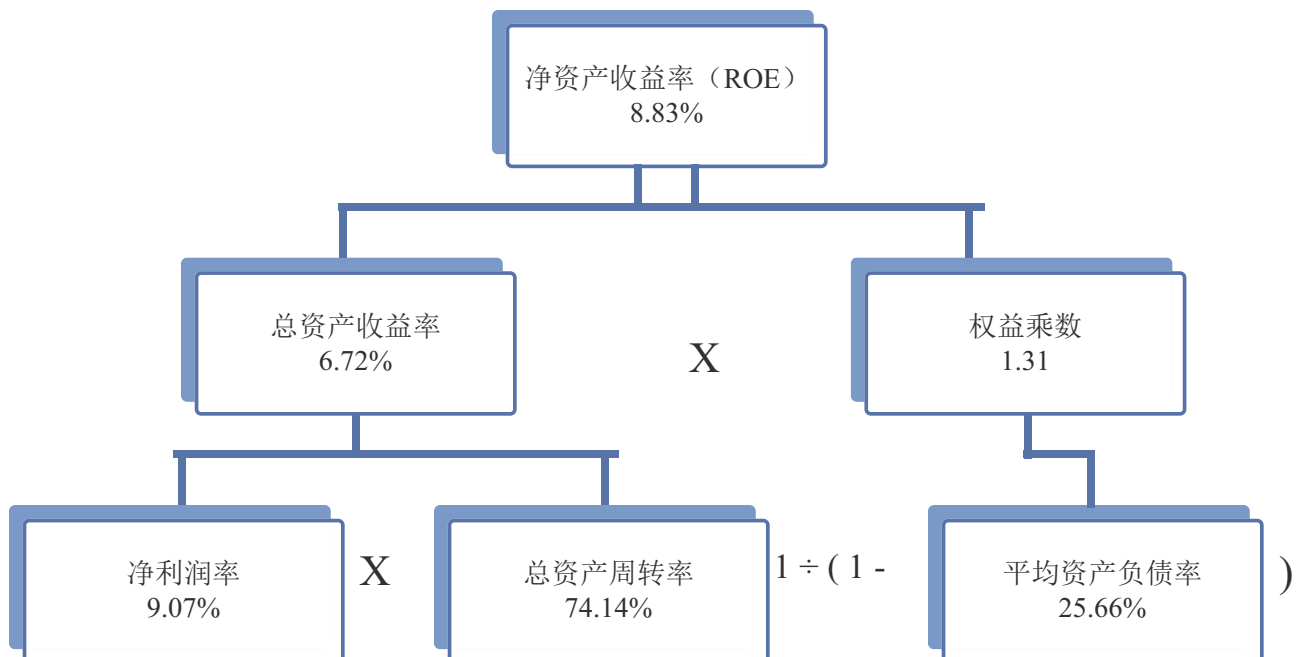 净资产收益率（ROE）
8.83%
总资产收益率
6.72%
X
权益乘数
1.31
净利润率
9.07%
X
总资产周转率
74.14%
1 ÷ ( 1 -
平均资产负债率
25.66%
)